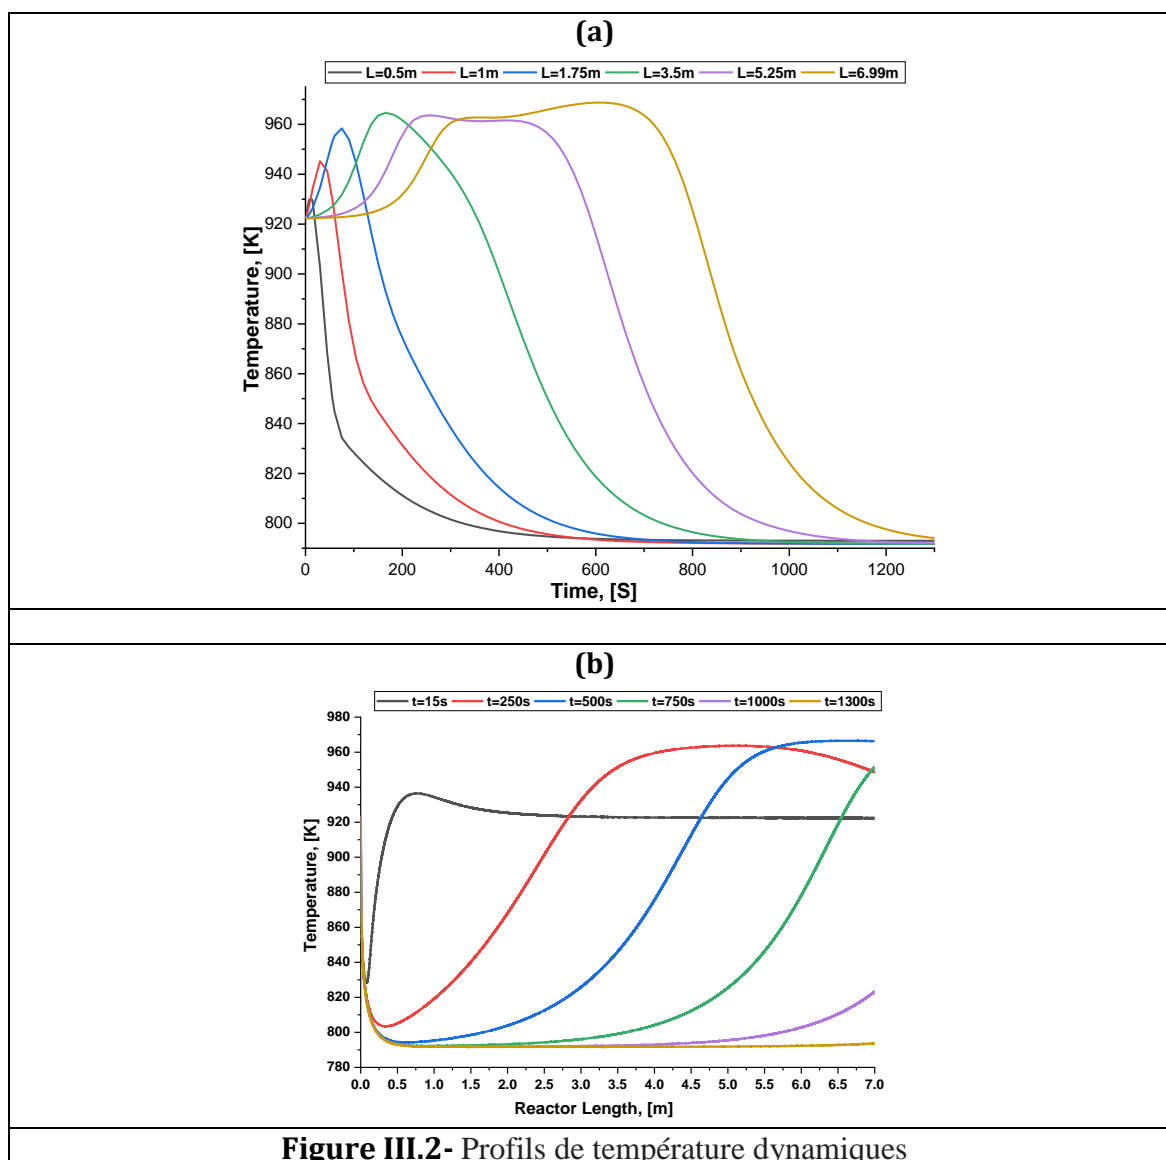 (a)
L=0.5m L=1m L=1.75m L=3.5m L=5.25m L=6.99m
960
940
920
900
880
860
840
820
800
Temperature, [K]
0 200 400 600 800 1000 1200
Time, [S]
(b)
t=15s t=250s t=500s t=750s t=1000s t=1300s
980
960
940
920
900
880
860
840
820
800
780
Temperature, [K]
0.0 0.5 1.0 1.5 2.0 2.5 3.0 3.5 4.0 4.5 5.0 5.5 6.0 6.5 7.0
Reactor Length, [m]
Figure III.2- Profils de température dynamiques